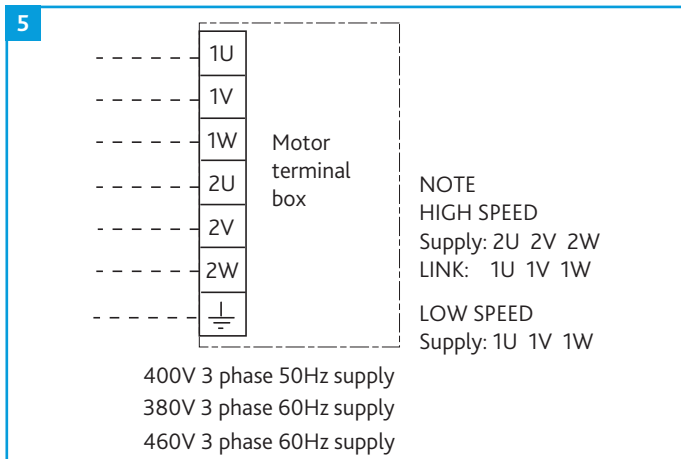 5
1U
1V
1W
2U
2V
2W
Motor
terminal
box
NOTE
HIGH SPEED
Supply: 2U 2V 2W
LINK: 1U 1V 1W
LOW SPEED
Supply: 1U 1V 1W
400V 3 phase 50Hz supply
380V 3 phase 60Hz supply
460V 3 phase 60Hz supply